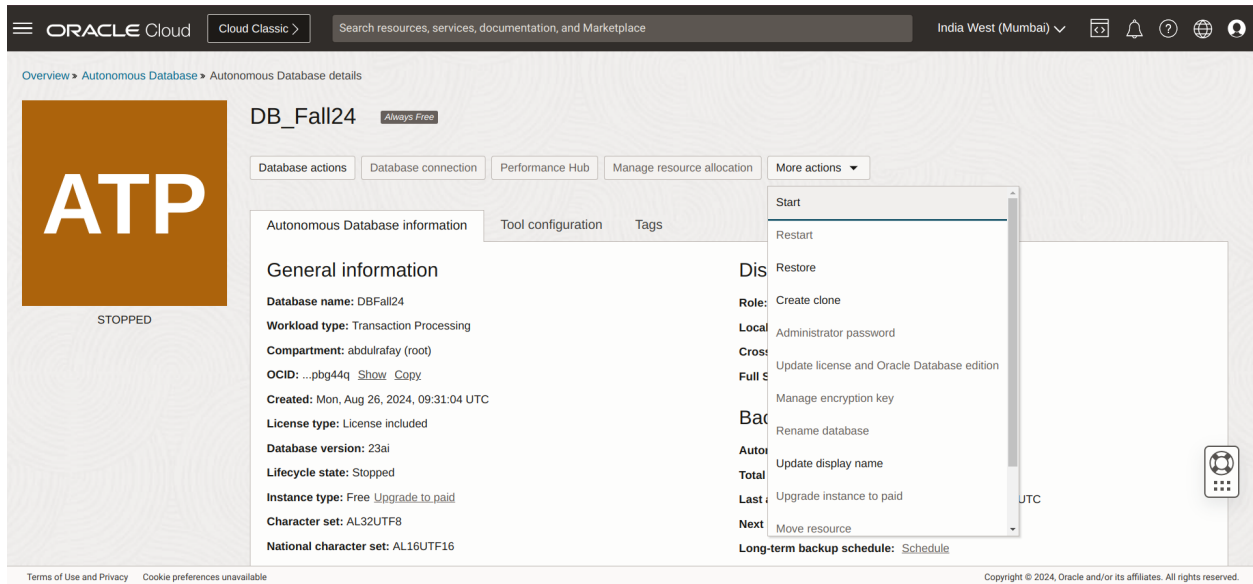 ORACLE Cloud
Cloud Classic >
Search resources, services, documentation, and Marketplace
India West (Mumbai)
Overview » Autonomous Database » Autonomous Database details
ATP
STOPPED
DB_Fall24
Always Free
Database actions
Database connection
Performance Hub
Manage resource allocation
More actions
Start
Restart
Restore
Create clone
Administrator password
Update license and Oracle Database edition
Manage encryption key
Rename database
Update display name
Upgrade instance to paid
Move resource
Autonomous Database information
Tool configuration
Tags
General information
Database name: DBFall24
Workload type: Transaction Processing
Compartment: abdulrafay (root)
OCID: ...pbg44q Show Copy
Created: Mon, Aug 26, 2024, 09:31:04 UTC
License type: License included
Database version: 23ai
Lifecycle state: Stopped
Instance type: Free Upgrade to paid
Character set: AL32UTF8
National character set: AL16UTF16
Dis
Role:
Local
Cross
Full S
Bac
Autor
Total
Last a
UTC
Next
Long-term backup schedule: Schedule
Terms of Use and Privacy
Cookie preferences unavailable
Copyright © 2024, Oracle and/or its affiliates. All rights reserved.